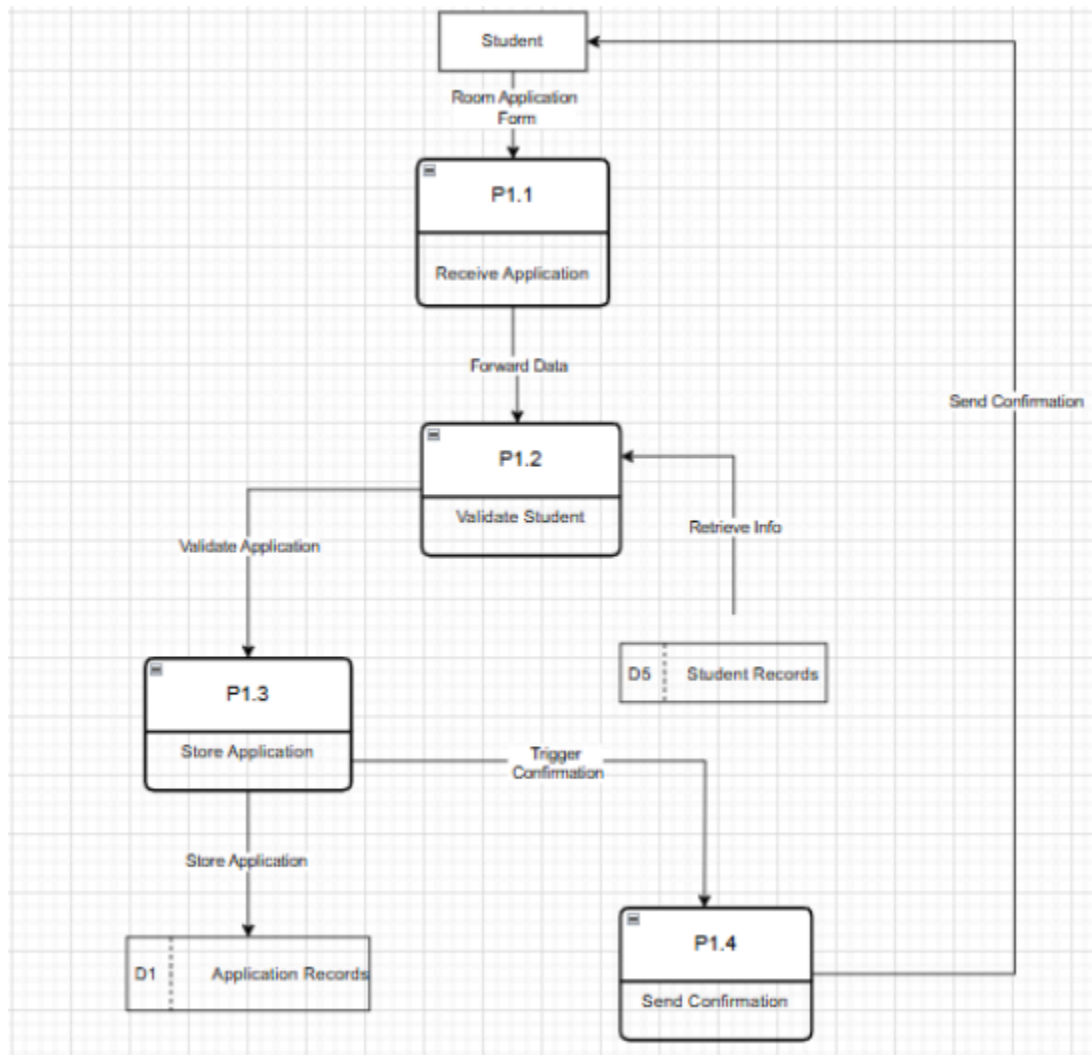 Student
Room Application
Form
P1.1
Receive Application
Forward Data
Send Confirmation
P1.2
Validate Student
Retrieve Info
Validate Application
D5 Student Records
P1.3
Store Application
Trigger
Confirmation
Store Application
P1.4
Send Confirmation
D1 Application Records